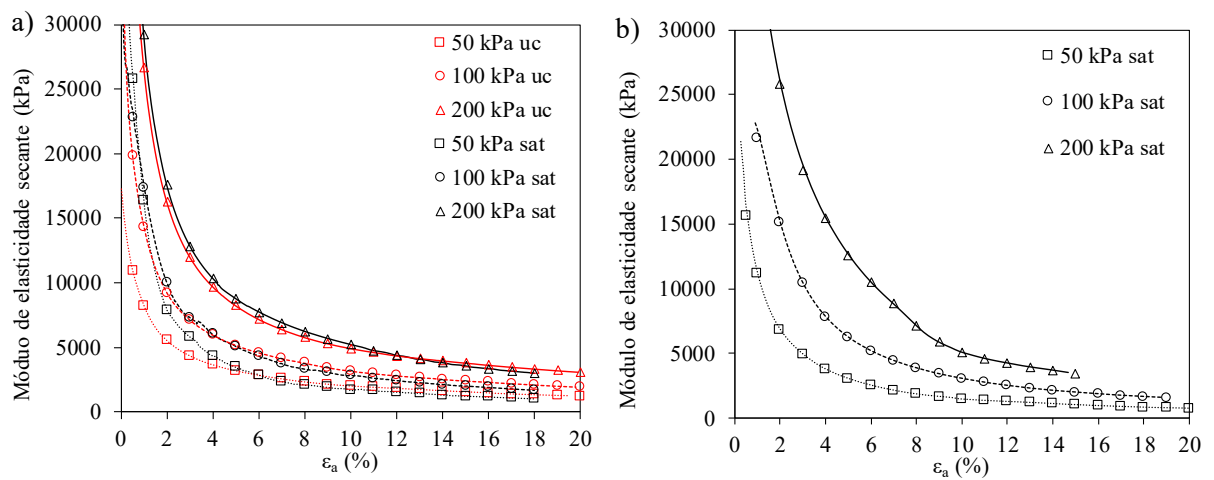 a)
Móduo de elasticidade secante (kPa)
30000
25000
20000
15000
10000
5000
0
0 2 4 6 8 10 12 14 16 18 20
εa (%)
50 kPa uc
100 kPa uc
200 kPa uc
50 kPa sat
100 kPa sat
200 kPa sat
b)
Módulo de elasticidade secante (kPa)
30000
25000
20000
15000
10000
5000
0
0 2 4 6 8 10 12 14 16 18 20
εa (%)
50 kPa sat
100 kPa sat
200 kPa sat